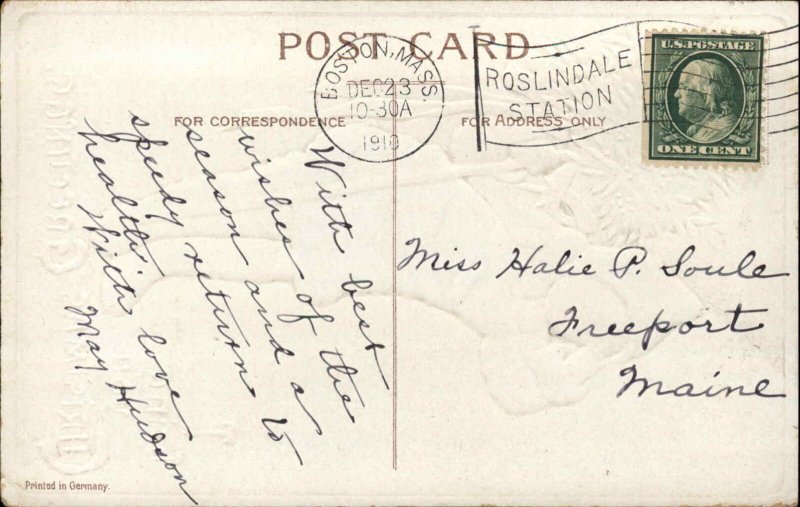 POST CARD
BOSTON, MASS.
DEC 23
10-30A
1910
ROSLINDALE
STATION
U.S. POSTAGE
ONE CENT
FOR CORRESPONDENCE
FOR ADDRESS ONLY
With best
wishes of the
season and a
speedy return to
health.
With love
May Hudson
Miss Halie P. Soule
Freeport
Maine
Printed in Germany.